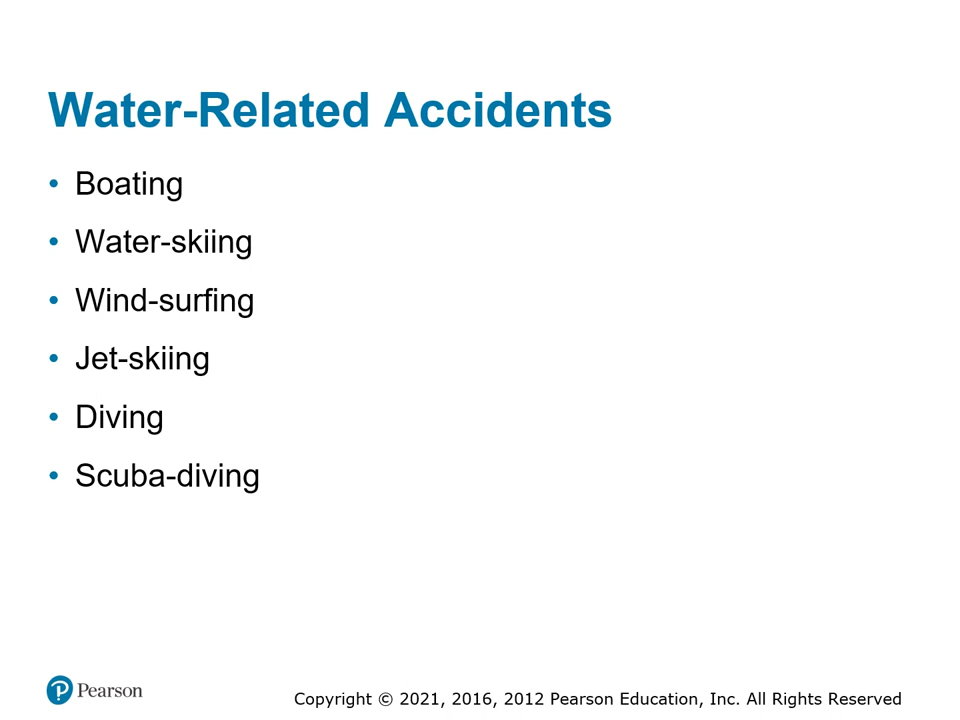 Water-Related Accidents
• Boating
• Water-skiing
• Wind-surfing
• Jet-skiing
• Diving
• Scuba-diving
Pearson
Copyright © 2021, 2016, 2012 Pearson Education, Inc. All Rights Reserved